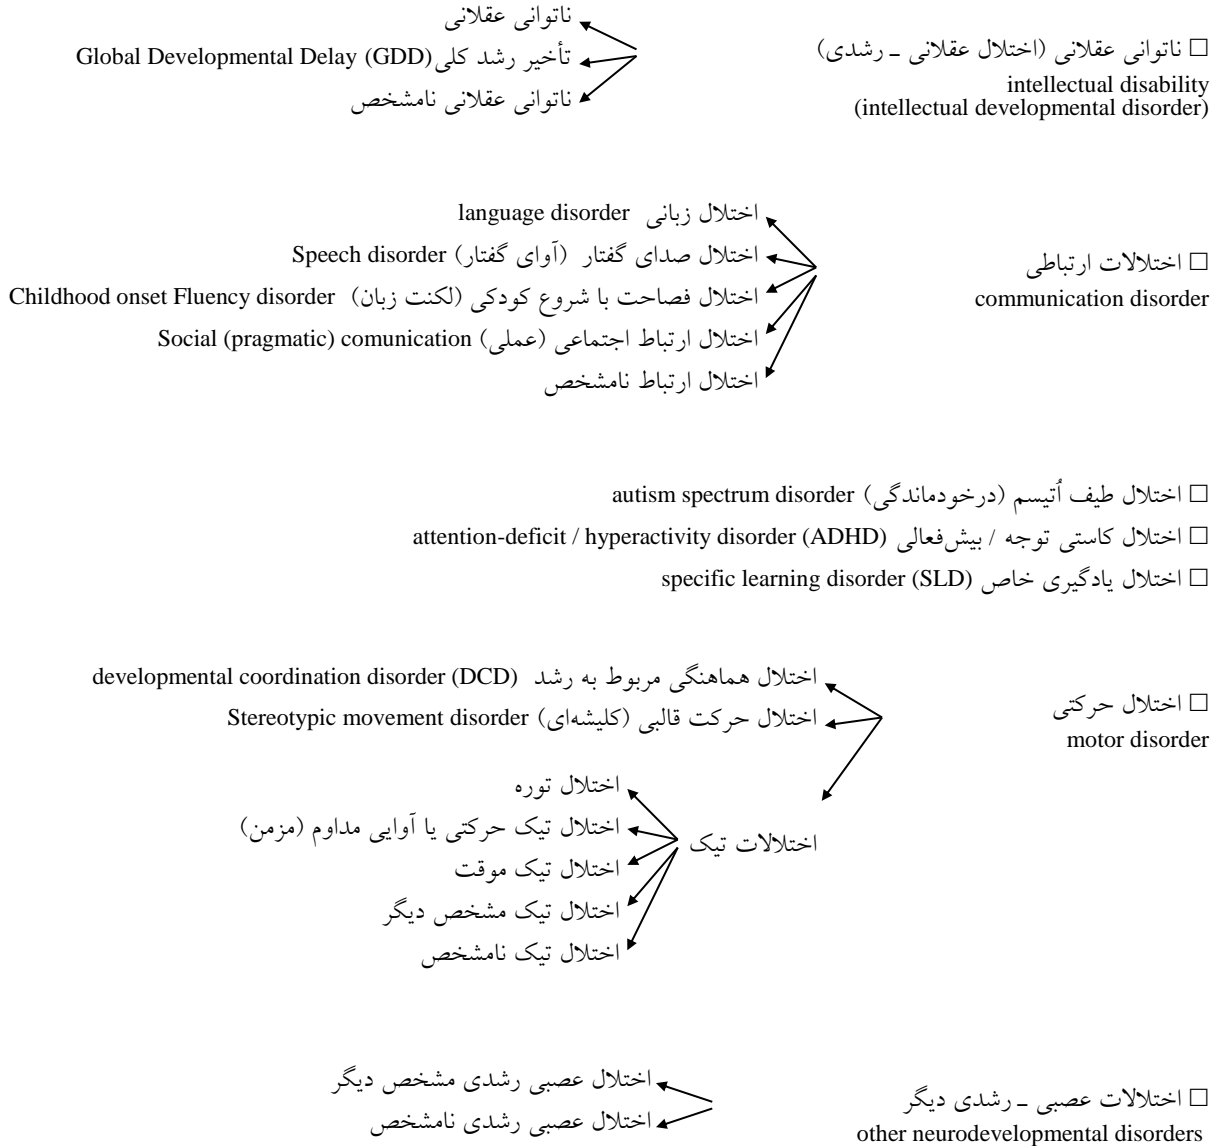 □ ناتوانی عقلانی (اختلال عقلانی ـ رشدی)
intellectual disability
(intellectual developmental disorder)
ناتوانی عقلانی
تأخیر رشد کلی Global Developmental Delay (GDD)
ناتوانی عقلانی نامشخص
□ اختلالات ارتباطی
communication disorder
اختلال زبانی language disorder
اختلال صدای گفتار (آوای گفتار) Speech disorder
اختلال فصاحت با شروع کودکی (لکنت زبان) Childhood onset Fluency disorder
اختلال ارتباط اجتماعی (عملی) Social (pragmatic) comunication
اختلال ارتباط نامشخص
□ اختلال طیف اُتیسم (درخودماندگی) autism spectrum disorder
□ اختلال کاستی توجه / بیش‌فعالی attention-deficit / hyperactivity disorder (ADHD)
□ اختلال یادگیری خاص specific learning disorder (SLD)
□ اختلال حرکتی
motor disorder
اختلال هماهنگی مربوط به رشد developmental coordination disorder (DCD)
اختلال حرکت قالبی (کلیشه‌ای) Stereotypic movement disorder
اختلالات تیک
اختلال توره
اختلال تیک حرکتی یا آوایی مداوم (مزمن)
اختلال تیک موقت
اختلال تیک مشخص دیگر
اختلال تیک نامشخص
□ اختلالات عصبی ـ رشدی دیگر
other neurodevelopmental disorders
اختلال عصبی رشدی مشخص دیگر
اختلال عصبی رشدی نامشخص